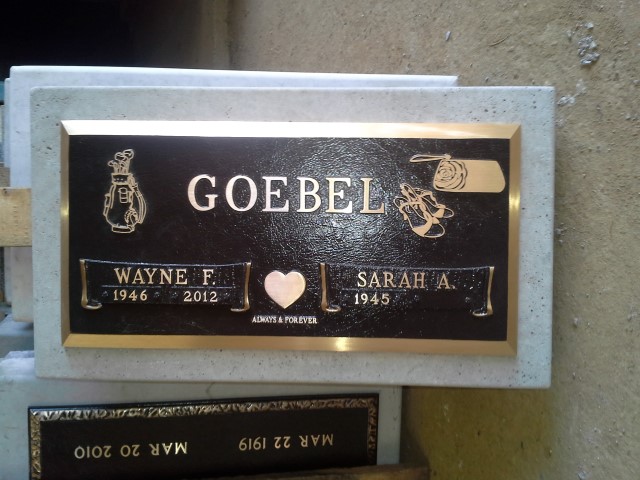 GOEBEL
WAYNE F.
1946 2012
SARAH A.
1945
ALWAYS & FOREVER
MAR 22 1919
MAR 20 2010